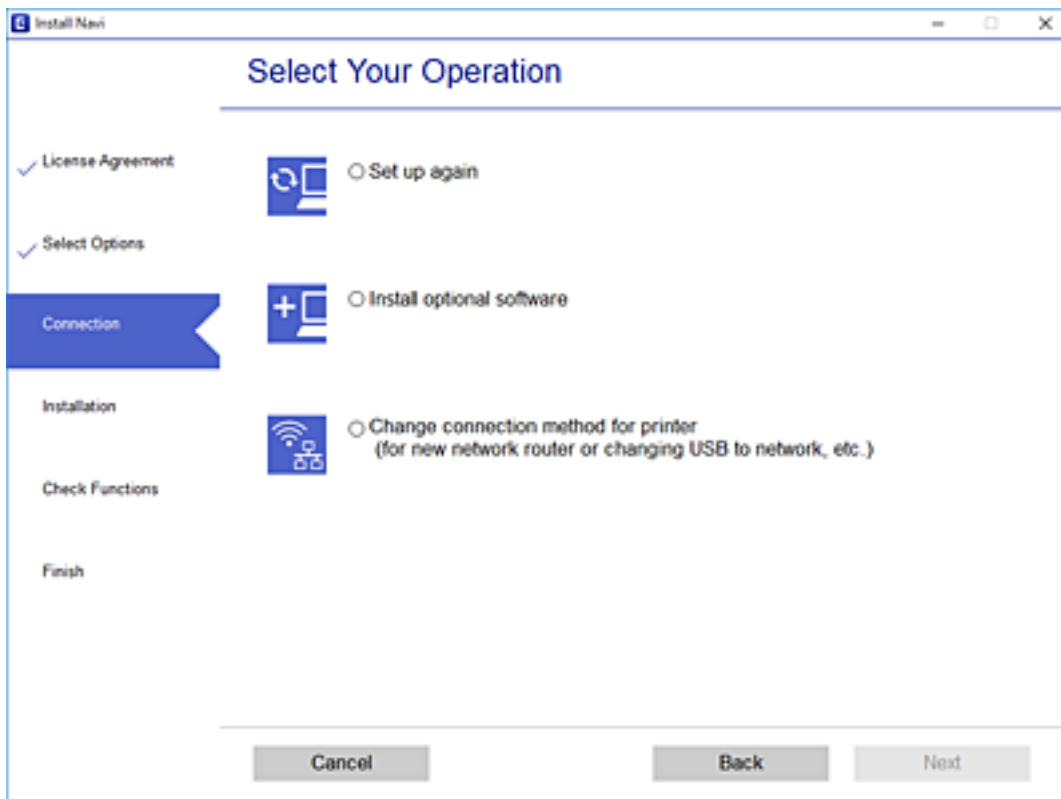 Install Navi
Select Your Operation
License Agreement
Select Options
Connection
Installation
Check Functions
Finish
Set up again
Install optional software
Change connection method for printer
(for new network router or changing USB to network, etc.)
Cancel
Back
Next